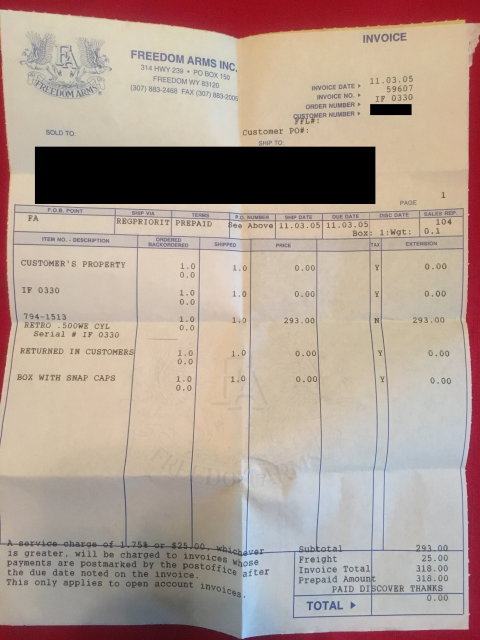 INVOICE
FA
FREEDOM ARMS
FREEDOM ARMS INC.
314 HWY 239 • PO BOX 150
FREEDOM WY 83120
(307) 883-2468 FAX (307) 883-2005
INVOICE DATE ▸ 11.03.05
INVOICE NO. ▸ 59607
ORDER NUMBER ▸ IF 0330
CUSTOMER NUMBER ▸
FFL#:
Customer PO#:
SOLD TO:
SHIP TO:
PAGE 1
F.O.B. POINT SHIP VIA TERMS P.O. NUMBER SHIP DATE DUE DATE DISC DATE SALES REP.
FA REGPRIORIT PREPAID See Above 11.03.05 11.03.05 104
Box: 1:Wgt: 0.1
ITEM NO. - DESCRIPTION ORDERED BACKORDERED SHIPPED PRICE TAX EXTENSION
CUSTOMER'S PROPERTY 1.0 1.0 0.00 Y 0.00
0.0
IF 0330 1.0 1.0 0.00 Y 0.00
0.0
794-1513 1.0 1.0 293.00 N 293.00
RETRO .500WE CYL 0.0
Serial # IF 0330
RETURNED IN CUSTOMERS 1.0 1.0 0.00 Y 0.00
0.0
BOX WITH SNAP CAPS 1.0 1.0 0.00 Y 0.00
0.0
FA
FREEDOM ARMS
A service charge of 1.75% or $25.00, whichever
is greater, will be charged to invoices whose
payments are postmarked by the postoffice after
the due date noted on the invoice.
This only applies to open account invoices.
Subtotal 293.00
Freight 25.00
Invoice Total 318.00
Prepaid Amount 318.00
PAID DISCOVER THANKS
TOTAL ▸ 0.00